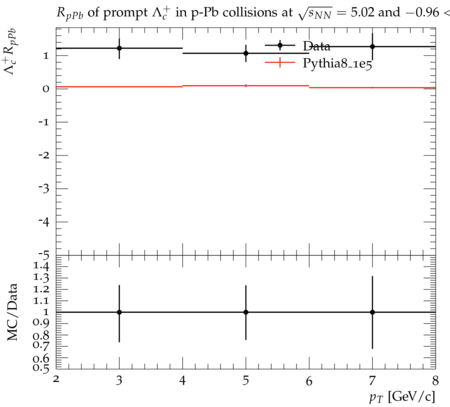 R_{pPb} of prompt Λ_c^+ in p-Pb collisions at √s_{NN} = 5.02 and −0.96 <
Λ_c^+ R_{pPb}
1
0
-1
-2
-3
-4
-5
Data
Pythia8_1e5
MC/Data
1.4
1.3
1.2
1.1
1
0.9
0.8
0.7
0.6
0.5
2 3 4 5 6 7 8
p_T [GeV/c]